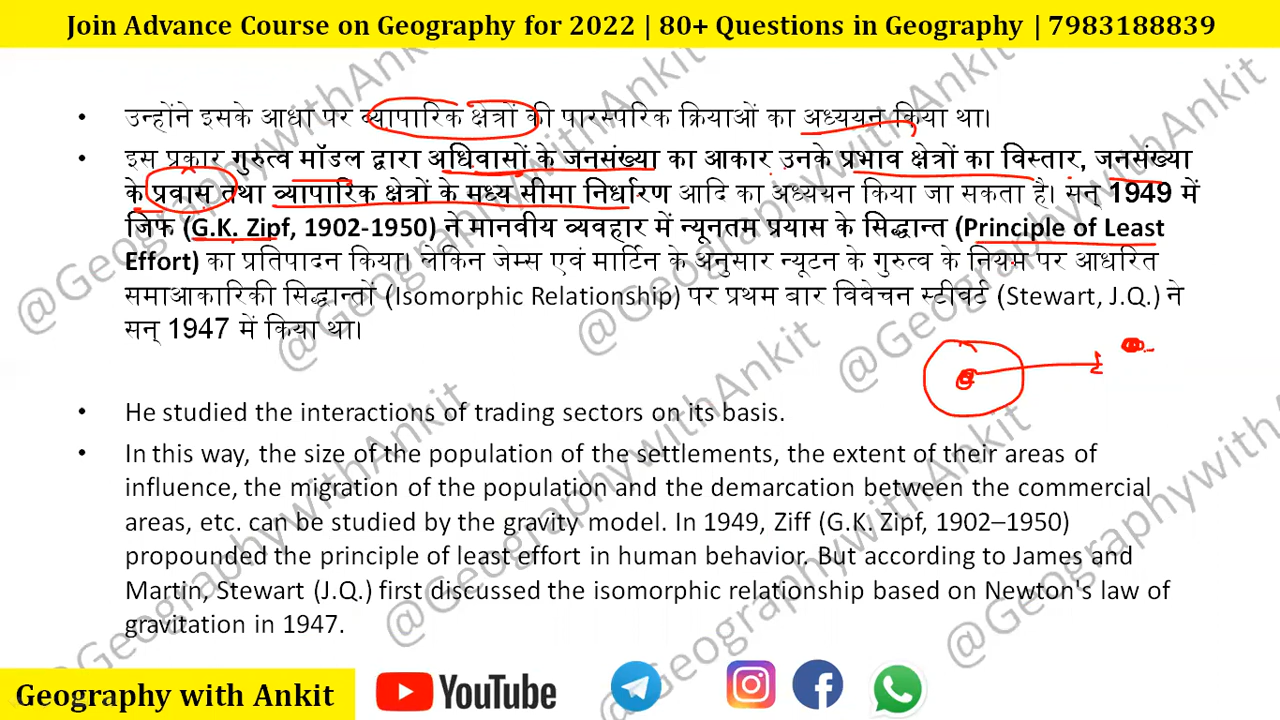 Join Advance Course on Geography for 2022 | 80+ Questions in Geography | 7983188839
• उन्होंने इसके आधा पर व्यापारिक क्षेत्रों की पारस्परिक क्रियाओं का अध्ययन किया था।
• इस प्रकार गुरुत्व मॉडल द्वारा अधिवासों के जनसंख्या का आकार उनके प्रभाव क्षेत्रों का विस्तार, जनसंख्या
के प्रवास तथा व्यापारिक क्षेत्रों के मध्य सीमा निर्धारण आदि का अध्ययन किया जा सकता है। सन् 1949 में
जिफ (G.K. Zipf, 1902-1950) ने मानवीय व्यवहार में न्यूनतम प्रयास के सिद्धान्त (Principle of Least
Effort) का प्रतिपादन किया। लेकिन जेम्स एवं मार्टिन के अनुसार न्यूटन के गुरुत्व के नियम पर आधरित
समाआकारिकी सिद्धान्तों (Isomorphic Relationship) पर प्रथम बार विवेचन स्टीवर्ट (Stewart, J.Q.) ने
सन् 1947 में किया था।
• He studied the interactions of trading sectors on its basis.
• In this way, the size of the population of the settlements, the extent of their areas of
influence, the migration of the population and the demarcation between the commercial
areas, etc. can be studied by the gravity model. In 1949, Ziff (G.K. Zipf, 1902–1950)
propounded the principle of least effort in human behavior. But according to James and
Martin, Stewart (J.Q.) first discussed the isomorphic relationship based on Newton's law of
gravitation in 1947.
Geography with Ankit
YouTube
@GeographywithAnkit
@GeographywithAnkit
@GeographywithAnkit
@GeographywithAnkit
@GeographywithAnkit
@GeographywithAnkit
@GeographywithAnkit